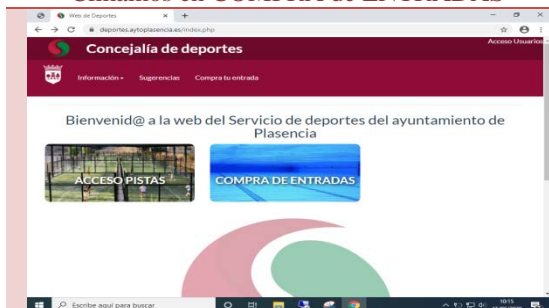 Web de Deportes
deportes.aytoplasencia.es/index.php
Concejalía de deportes
Acceso Usuarios
Información
Sugerencias
Compra tu entrada
Bienvenid@ a la web del Servicio de deportes del ayuntamiento de
Plasencia
ACCESO PISTAS
COMPRA DE ENTRADAS
Escribe aquí para buscar
10:15